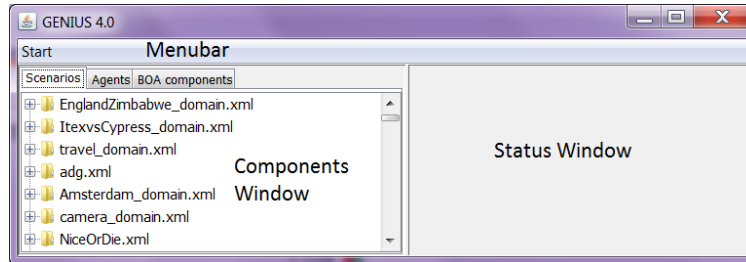 GENIUS 4.0
Start Menubar
Scenarios Agents BOA components
EnglandZimbabwe_domain.xml
ItexvsCypress_domain.xml
travel_domain.xml
adg.xml
Amsterdam_domain.xml
camera_domain.xml
NiceOrDie.xml
Components
Window
Status Window